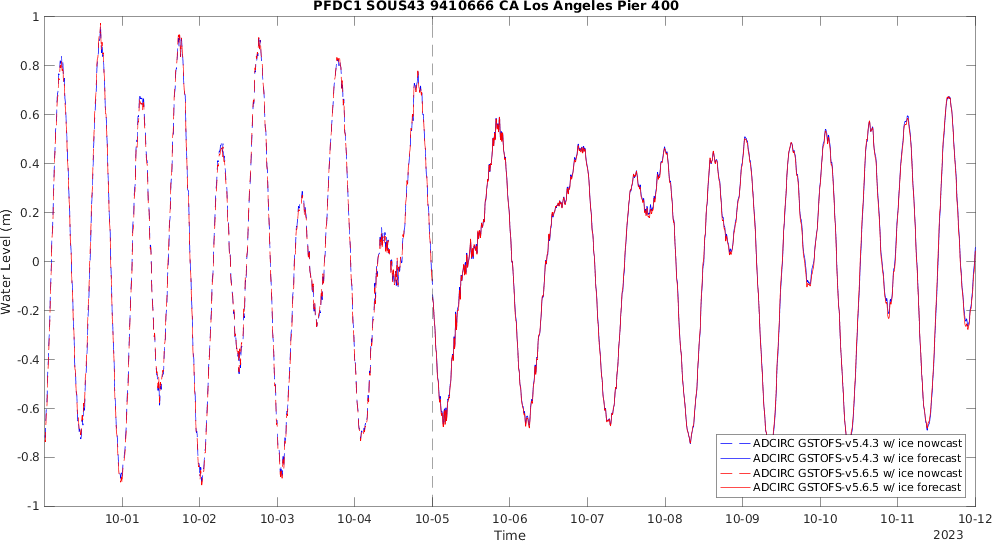 PFDC1 SOUS43 9410666 CA Los Angeles Pier 400
1
0.8
0.6
0.4
0.2
0
-0.2
-0.4
-0.6
-0.8
-1
Water Level (m)
ADCIRC GSTOFS-v5.4.3 w/ ice nowcast
ADCIRC GSTOFS-v5.4.3 w/ ice forecast
ADCIRC GSTOFS-v5.6.5 w/ ice nowcast
ADCIRC GSTOFS-v5.6.5 w/ ice forecast
10-01 10-02 10-03 10-04 10-05 10-06 10-07 10-08 10-09 10-10 10-11 10-12
Time
2023